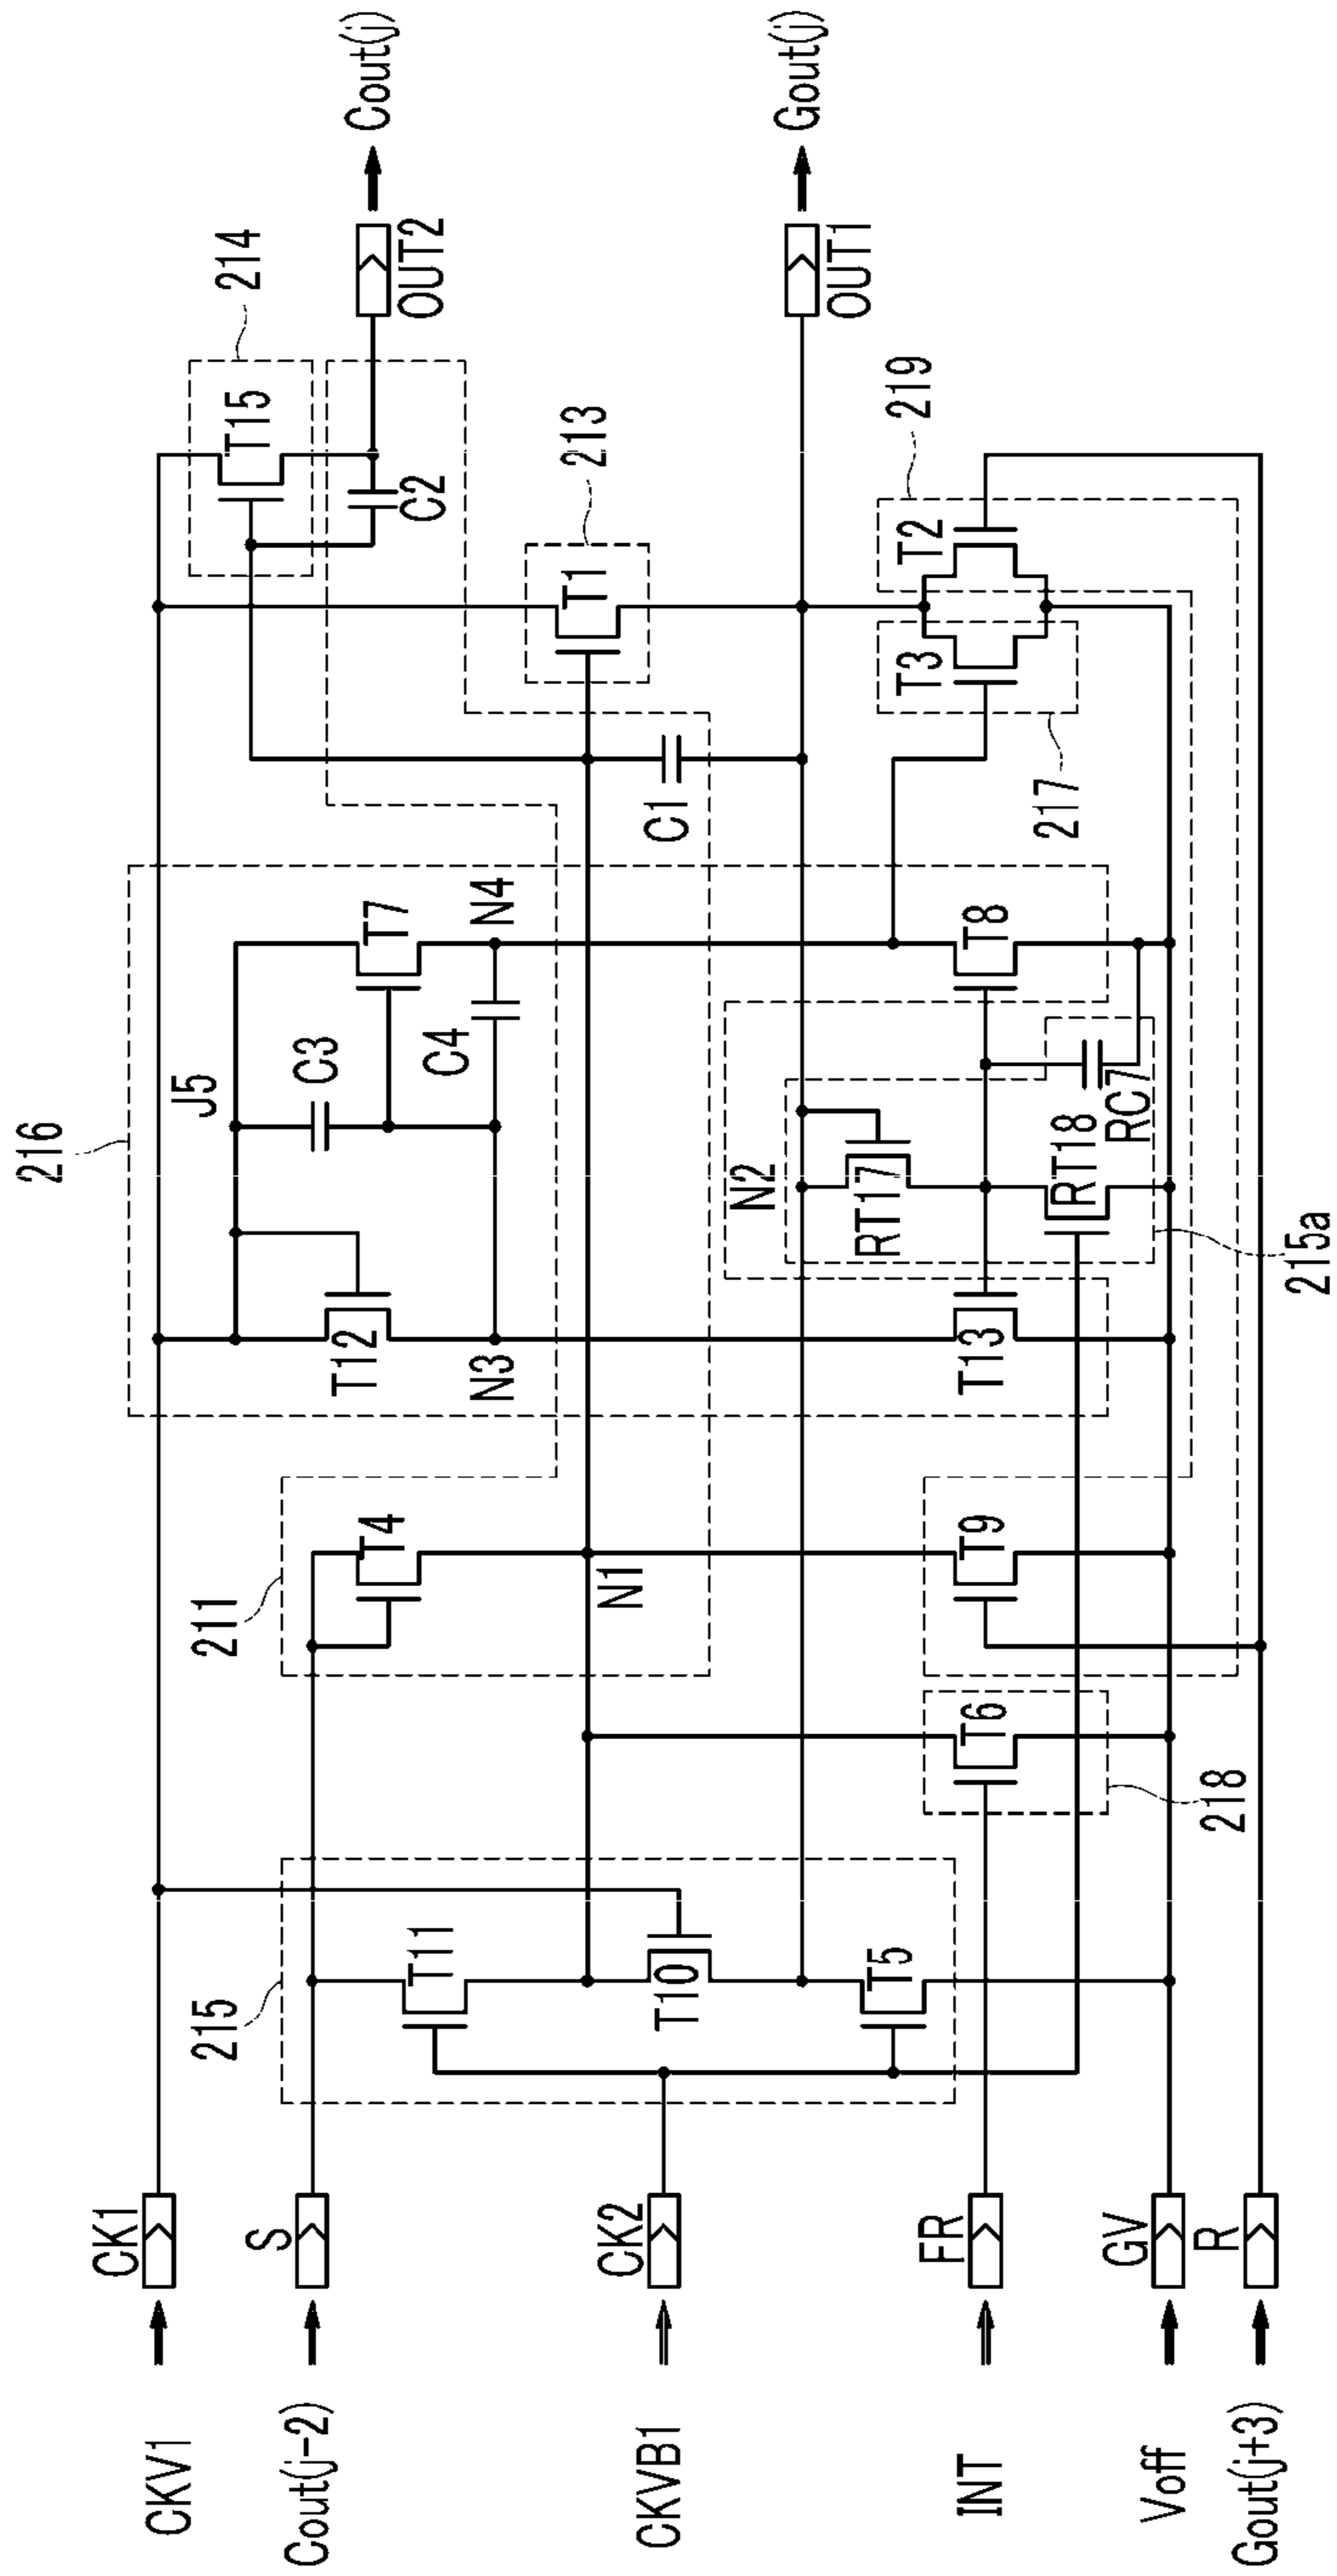 CKV1
CK1
Cout(j-2)
S
CKVB1
CK2
INT
FR
Voff
GV
Gout(j+3)
R
215
T11
T10
T5
218
T6
211
T4
N1
T9
216
T12
N3
T13
J5
C3
C4
T7
N4
N2
RT17
RT18
RC7
215a
T8
C1
217
T3
T2
219
213
T1
214
T15
C2
OUT2
Cout(j)
OUT1
Gout(j)